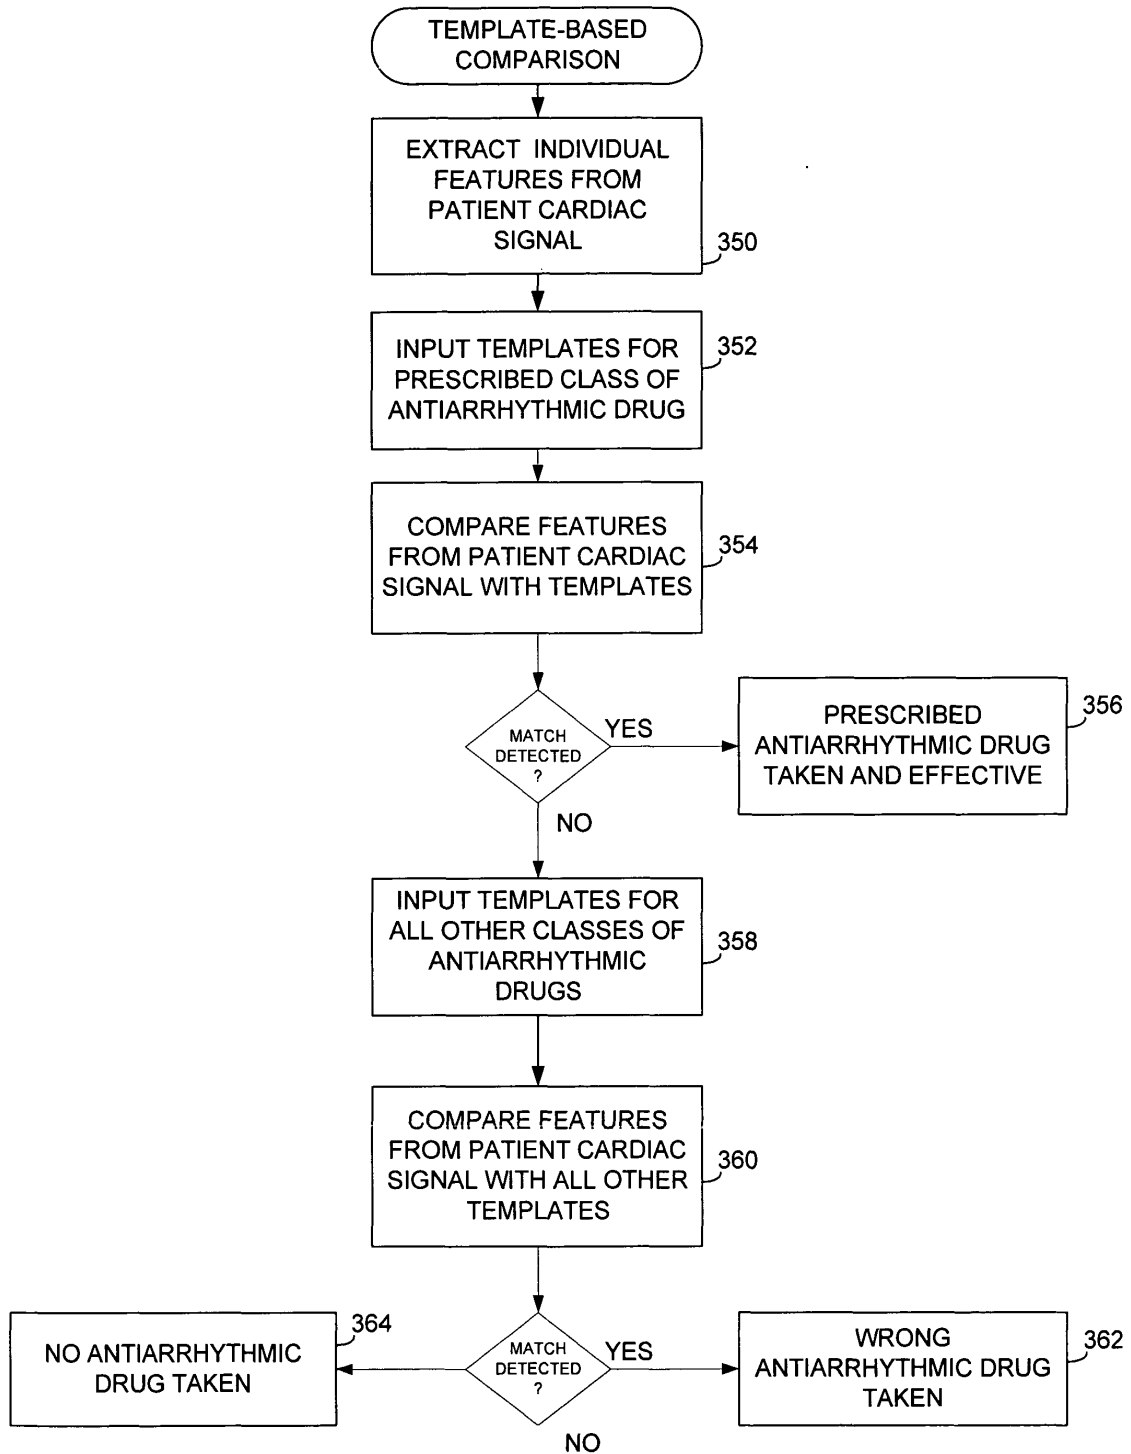 TEMPLATE-BASED
COMPARISON
EXTRACT INDIVIDUAL
FEATURES FROM
PATIENT CARDIAC
SIGNAL
350
INPUT TEMPLATES FOR
PRESCRIBED CLASS OF
ANTIARRHYTHMIC DRUG
352
COMPARE FEATURES
FROM PATIENT CARDIAC
SIGNAL WITH TEMPLATES
354
MATCH
DETECTED
?
YES
PRESCRIBED
ANTIARRHYTHMIC DRUG
TAKEN AND EFFECTIVE
356
NO
INPUT TEMPLATES FOR
ALL OTHER CLASSES OF
ANTIARRHYTHMIC
DRUGS
358
COMPARE FEATURES
FROM PATIENT CARDIAC
SIGNAL WITH ALL OTHER
TEMPLATES
360
NO ANTIARRHYTHMIC
DRUG TAKEN
364
MATCH
DETECTED
?
YES
WRONG
ANTIARRHYTHMIC DRUG
TAKEN
362
NO